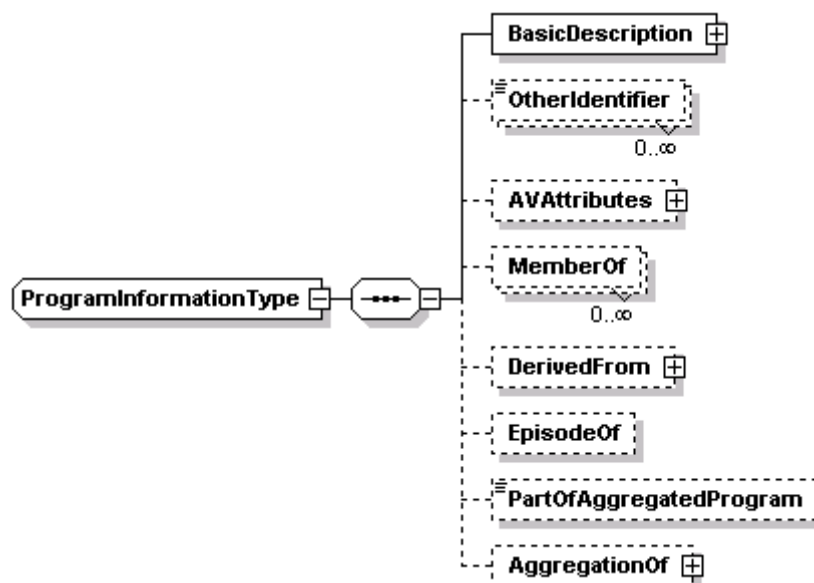 BasicDescription
OtherIdentifier
0..∞
AVAttributes
MemberOf
0..∞
ProgramInformationType
DerivedFrom
EpisodeOf
PartOfAggregatedProgram
AggregationOf